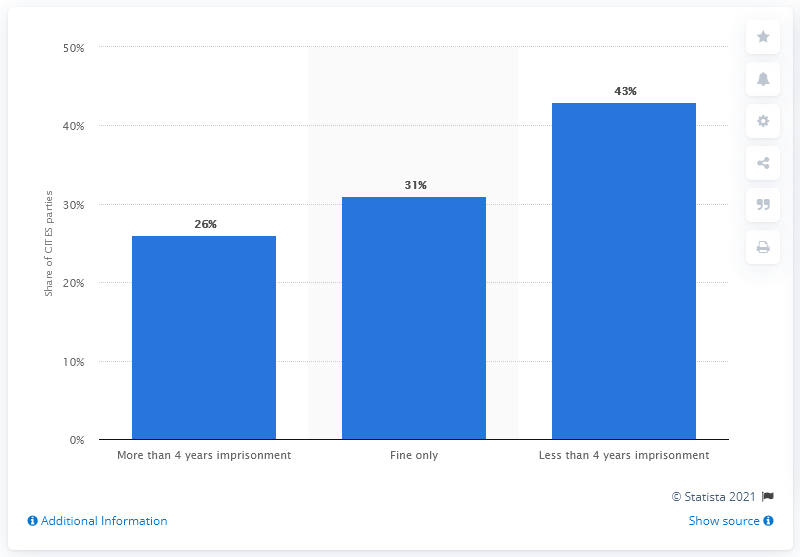 50%
40%
30%
20%
10%
0%
Share of CITES parties
26%
31%
43%
More than 4 years imprisonment
Fine only
Less than 4 years imprisonment
© Statista 2021
Additional Information
Show source